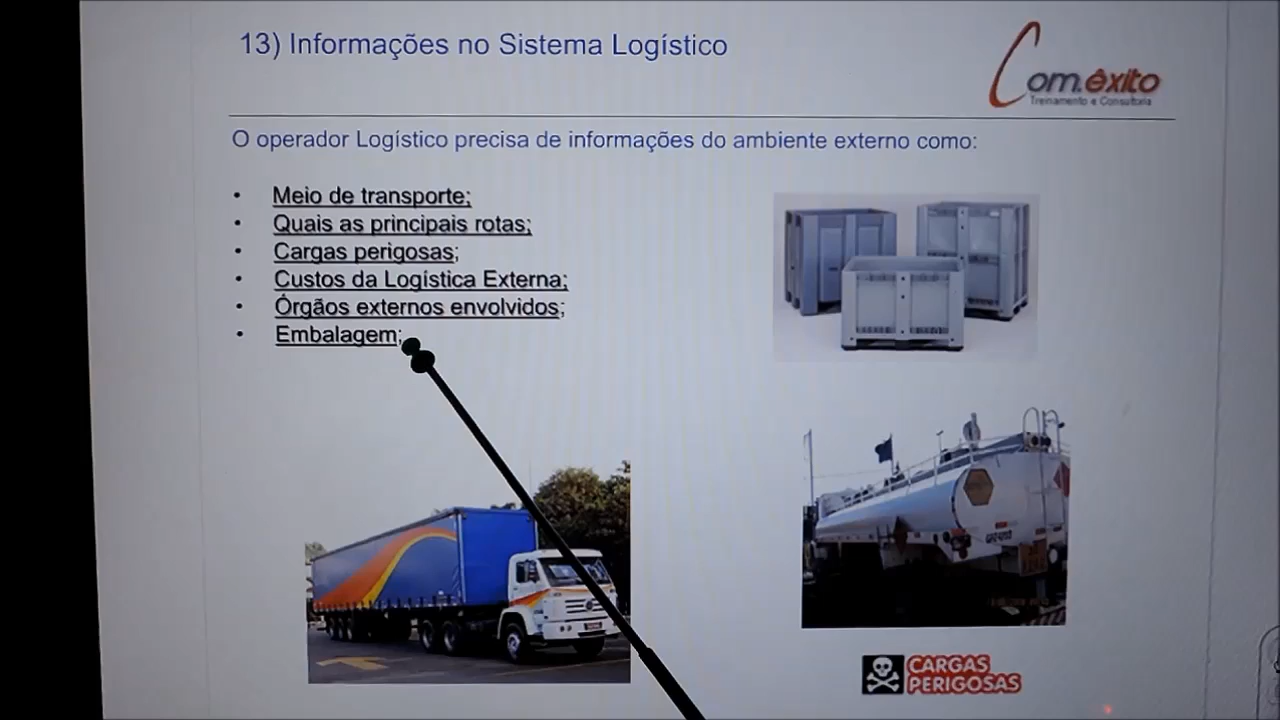 13) Informações no Sistema Logístico
Com.êxito
Treinamento e Consultoria
O operador Logístico precisa de informações do ambiente externo como:
• Meio de transporte;
• Quais as principais rotas;
• Cargas perigosas;
• Custos da Logística Externa;
• Órgãos externos envolvidos;
• Embalagem;
CARGAS
PERIGOSAS